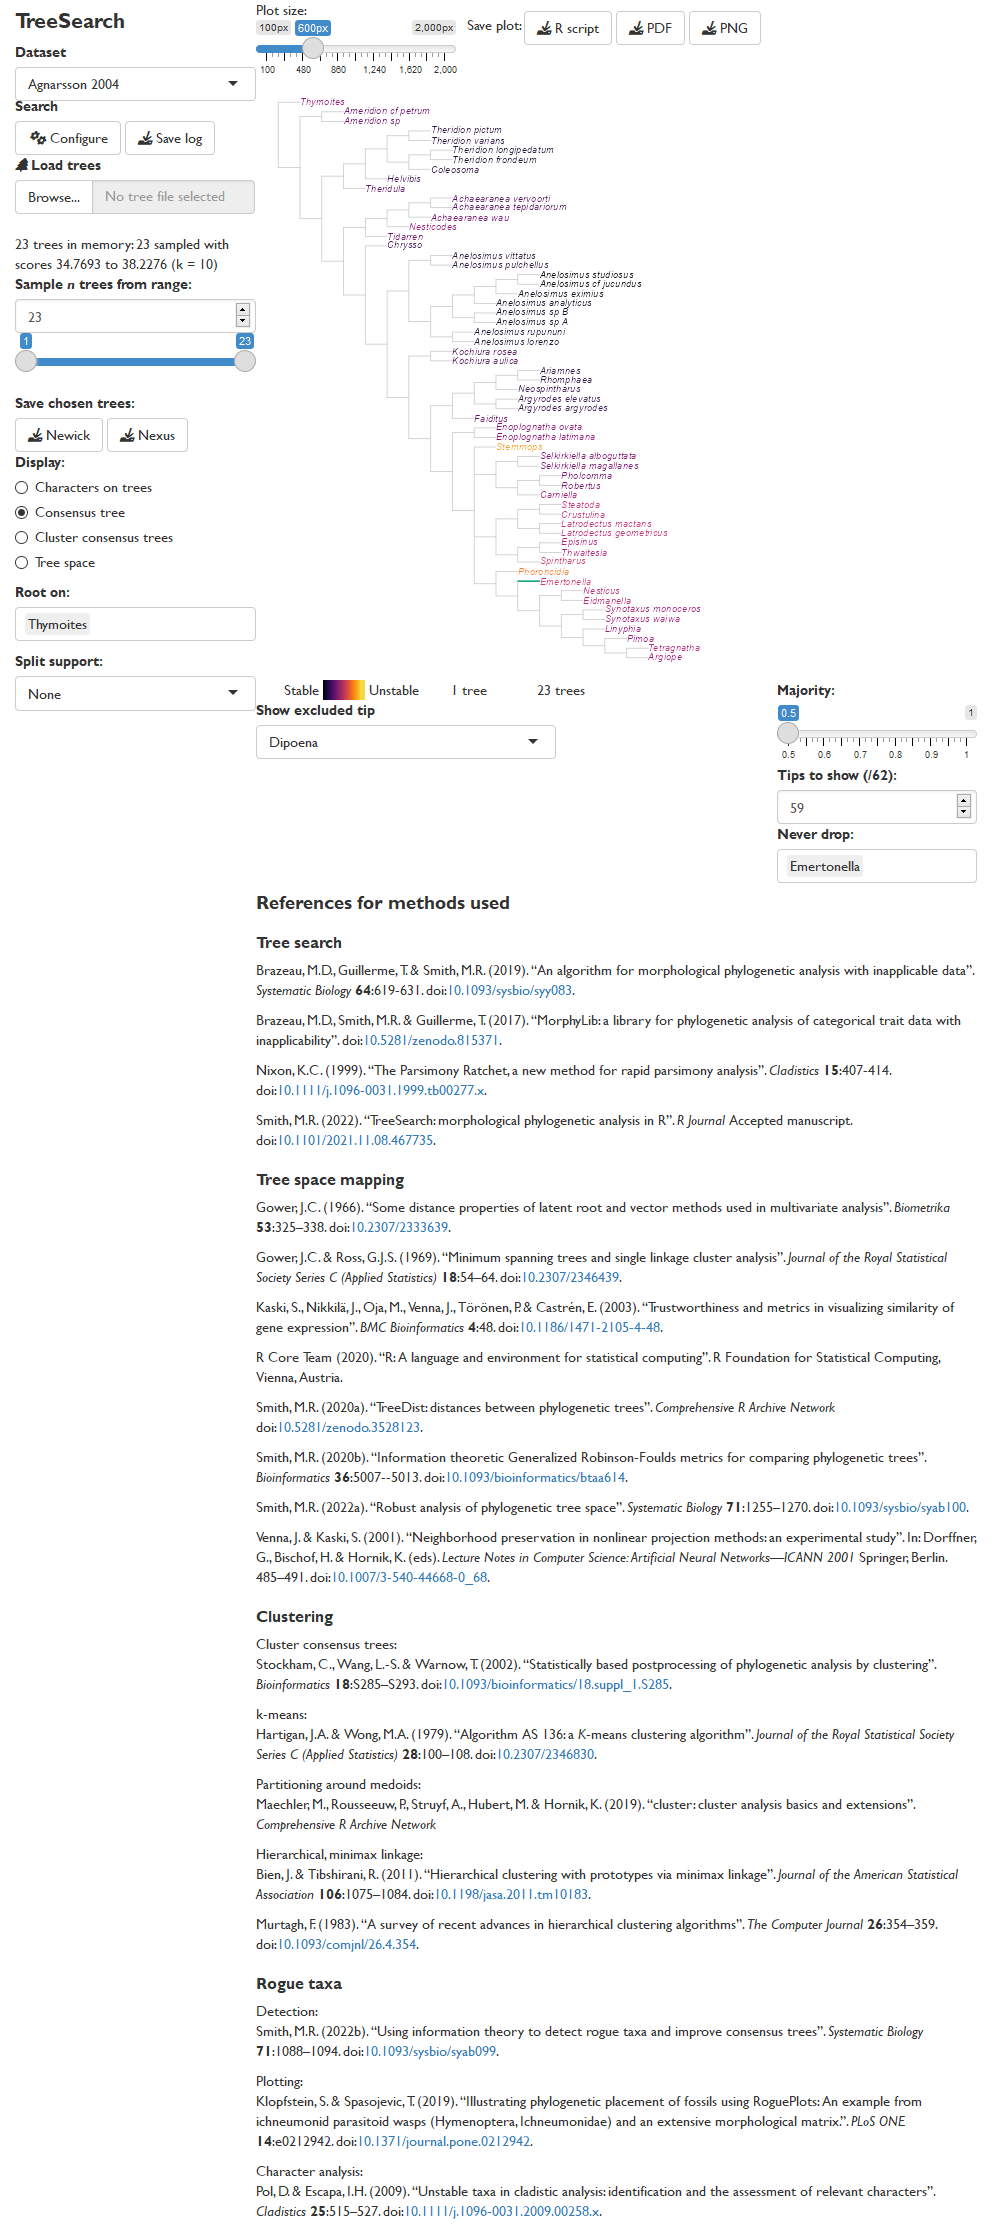 TreeSearch
Dataset
Agnarsson 2004
Search
Configure
Save log
Load trees
Browse...
No tree file selected
23 trees in memory: 23 sampled with
scores 34.7693 to 38.2276 (k = 10)
Sample n trees from range:
23
1
23
Save chosen trees:
Newick
Nexus
Display:
Characters on trees
Consensus tree
Cluster consensus trees
Tree space
Root on:
Thymoites
Split support:
None
Plot size:
100px
600px
2,000px
100 480 860 1,240 1,620 2,000
Save plot:
R script
PDF
PNG
Thymoites
Ameridion cf petrum
Ameridion sp
Theridion pictum
Theridion varians
Theridion longipedatum
Theridion frondeum
Coleosoma
Helvibis
Theridula
Achaearanea vervoorti
Achaearanea tepidariorum
Achaearanea wau
Nesticodes
Tidarren
Chrysso
Anelosimus vittatus
Anelosimus pulchellus
Anelosimus studiosus
Anelosimus cf jucundus
Anelosimus eximius
Anelosimus analyticus
Anelosimus sp B
Anelosimus sp A
Anelosimus rupununi
Anelosimus lorenzo
Kochiura rosea
Kochiura aulica
Ariamnes
Rhomphaea
Neospintharus
Argyrodes elevatus
Argyrodes argyrodes
Faiditus
Enoplognatha ovata
Enoplognatha latimana
Stemmops
Selkirkiella alboguttata
Selkirkiella magallanes
Pholcomma
Robertus
Carniella
Steatoda
Crustulina
Latrodectus mactans
Latrodectus geometricus
Episinus
Thwaitesia
Spintharus
Phoroncidia
Emertonella
Nesticus
Eidmanella
Synotaxus monoceros
Synotaxus waiwa
Linyphia
Pimoa
Tetragnatha
Argiope
Stable
Unstable
1 tree
23 trees
Show excluded tip
Dipoena
Majority:
0.5
1
0.5 0.6 0.7 0.8 0.9 1
Tips to show (/62):
59
Never drop:
Emertonella
References for methods used
Tree search
Brazeau, M.D., Guillerme, T. & Smith, M.R. (2019). “An algorithm for morphological phylogenetic analysis with inapplicable data”.
Systematic Biology 64:619-631. doi:10.1093/sysbio/syy083.
Brazeau, M.D., Smith, M.R. & Guillerme, T. (2017). “MorphyLib: a library for phylogenetic analysis of categorical trait data with
inapplicability”. doi:10.5281/zenodo.815371.
Nixon, K.C. (1999). “The Parsimony Ratchet, a new method for rapid parsimony analysis”. Cladistics 15:407-414.
doi:10.1111/j.1096-0031.1999.tb00277.x.
Smith, M.R. (2022). “TreeSearch: morphological phylogenetic analysis in R”. R Journal Accepted manuscript.
doi:10.1101/2021.11.08.467735.
Tree space mapping
Gower, J.C. (1966). “Some distance properties of latent root and vector methods used in multivariate analysis”. Biometrika
53:325–338. doi:10.2307/2333639.
Gower, J.C. & Ross, G.J.S. (1969). “Minimum spanning trees and single linkage cluster analysis”. Journal of the Royal Statistical
Society Series C (Applied Statistics) 18:54–64. doi:10.2307/2346439.
Kaski, S., Nikkilä, J., Oja, M., Venna, J., Törönen, P. & Castrén, E. (2003). “Trustworthiness and metrics in visualizing similarity of
gene expression”. BMC Bioinformatics 4:48. doi:10.1186/1471-2105-4-48.
R Core Team (2020). “R: A language and environment for statistical computing”. R Foundation for Statistical Computing,
Vienna, Austria.
Smith, M.R. (2020a). “TreeDist: distances between phylogenetic trees”. Comprehensive R Archive Network
doi:10.5281/zenodo.3528123.
Smith, M.R. (2020b). “Information theoretic Generalized Robinson-Foulds metrics for comparing phylogenetic trees”.
Bioinformatics 36:5007--5013. doi:10.1093/bioinformatics/btaa614.
Smith, M.R. (2022a). “Robust analysis of phylogenetic tree space”. Systematic Biology 71:1255–1270. doi:10.1093/sysbio/syab100.
Venna, J. & Kaski, S. (2001). “Neighborhood preservation in nonlinear projection methods: an experimental study”. In: Dorffner,
G., Bischof, H. & Hornik, K. (eds). Lecture Notes in Computer Science: Artificial Neural Networks—ICANN 2001 Springer, Berlin.
485–491. doi:10.1007/3-540-44668-0_68.
Clustering
Cluster consensus trees:
Stockham, C., Wang, L.-S. & Warnow, T. (2002). “Statistically based postprocessing of phylogenetic analysis by clustering”.
Bioinformatics 18:S285–S293. doi:10.1093/bioinformatics/18.suppl_1.S285.
k-means:
Hartigan, J.A. & Wong, M.A. (1979). “Algorithm AS 136: a K-means clustering algorithm”. Journal of the Royal Statistical Society
Series C (Applied Statistics) 28:100–108. doi:10.2307/2346830.
Partitioning around medoids:
Maechler, M., Rousseeuw, P., Struyf, A., Hubert, M. & Hornik, K. (2019). “cluster: cluster analysis basics and extensions”.
Comprehensive R Archive Network
Hierarchical, minimax linkage:
Bien, J. & Tibshirani, R. (2011). “Hierarchical clustering with prototypes via minimax linkage”. Journal of the American Statistical
Association 106:1075–1084. doi:10.1198/jasa.2011.tm10183.
Murtagh, F. (1983). “A survey of recent advances in hierarchical clustering algorithms”. The Computer Journal 26:354–359.
doi:10.1093/comjnl/26.4.354.
Rogue taxa
Detection:
Smith, M.R. (2022b). “Using information theory to detect rogue taxa and improve consensus trees”. Systematic Biology
71:1088–1094. doi:10.1093/sysbio/syab099.
Plotting:
Klopfstein, S. & Spasojevic, T. (2019). “Illustrating phylogenetic placement of fossils using RoguePlots: An example from
ichneumonid parasitoid wasps (Hymenoptera, Ichneumonidae) and an extensive morphological matrix.”. PLoS ONE
14:e0212942. doi:10.1371/journal.pone.0212942.
Character analysis:
Pol, D. & Escapa, I.H. (2009). “Unstable taxa in cladistic analysis: identification and the assessment of relevant characters”.
Cladistics 25:515–527. doi:10.1111/j.1096-0031.2009.00258.x.